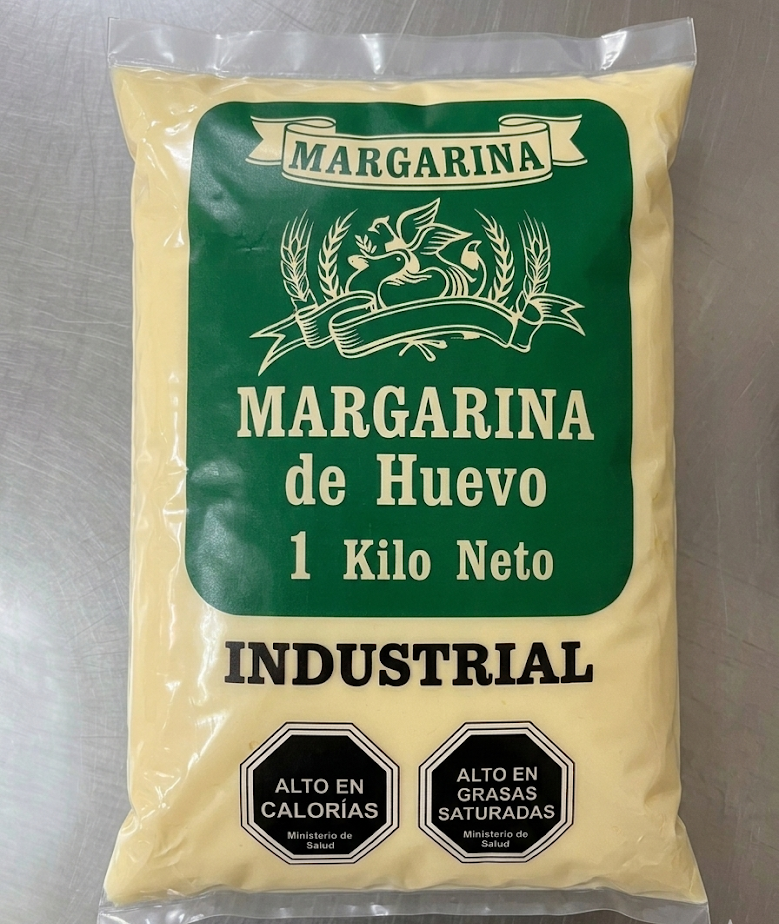 MARGARINA
MARGARINA
de Huevo
1 Kilo Neto
INDUSTRIAL
ALTO EN
CALORÍAS
Ministerio de
Salud
ALTO EN
GRASAS
SATURADAS
Ministerio de
Salud